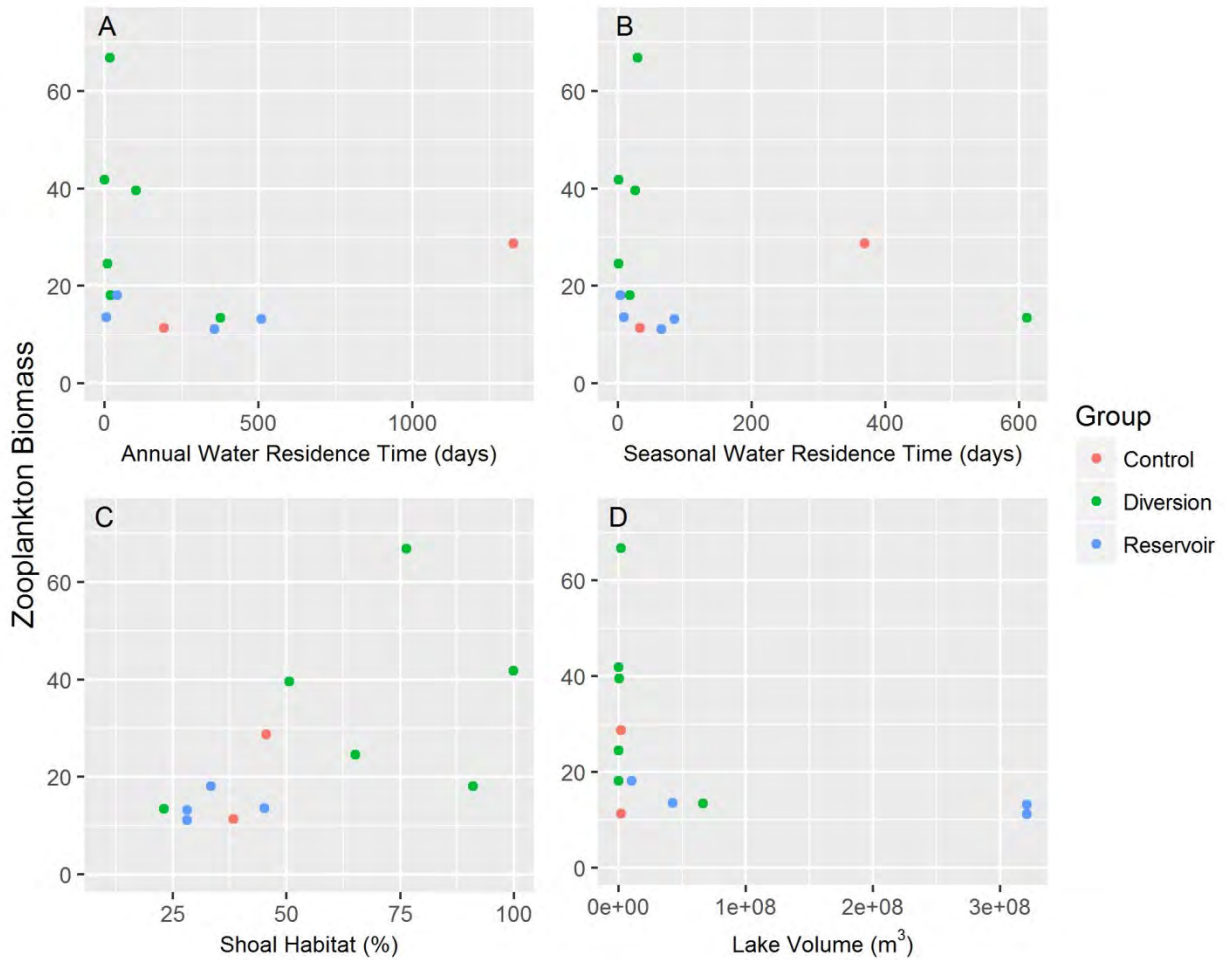 Zooplankton Biomass
A
60
40
20
0
0 500 1000
Annual Water Residence Time (days)
B
60
40
20
0
0 200 400 600
Seasonal Water Residence Time (days)
C
60
40
20
0
25 50 75 100
Shoal Habitat (%)
D
60
40
20
0
0e+00 1e+08 2e+08 3e+08
Lake Volume (m³)
Group
Control
Diversion
Reservoir